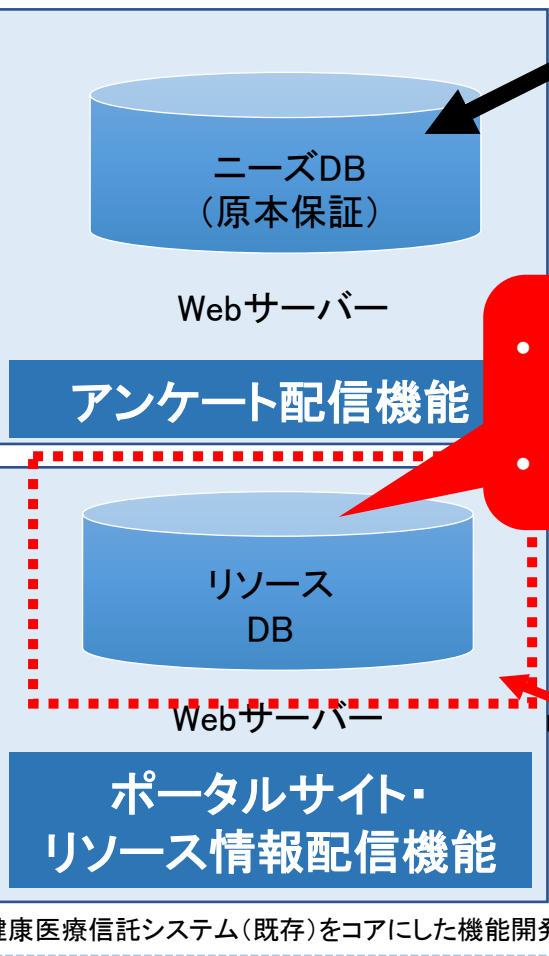 ニーズDB
（原本保証）
Webサーバー
アンケート配信機能
•
•
リソース
DB
Webサーバー
ポータルサイト・
リソース情報配信機能
健康医療信託システム（既存）をコアにした機能開発